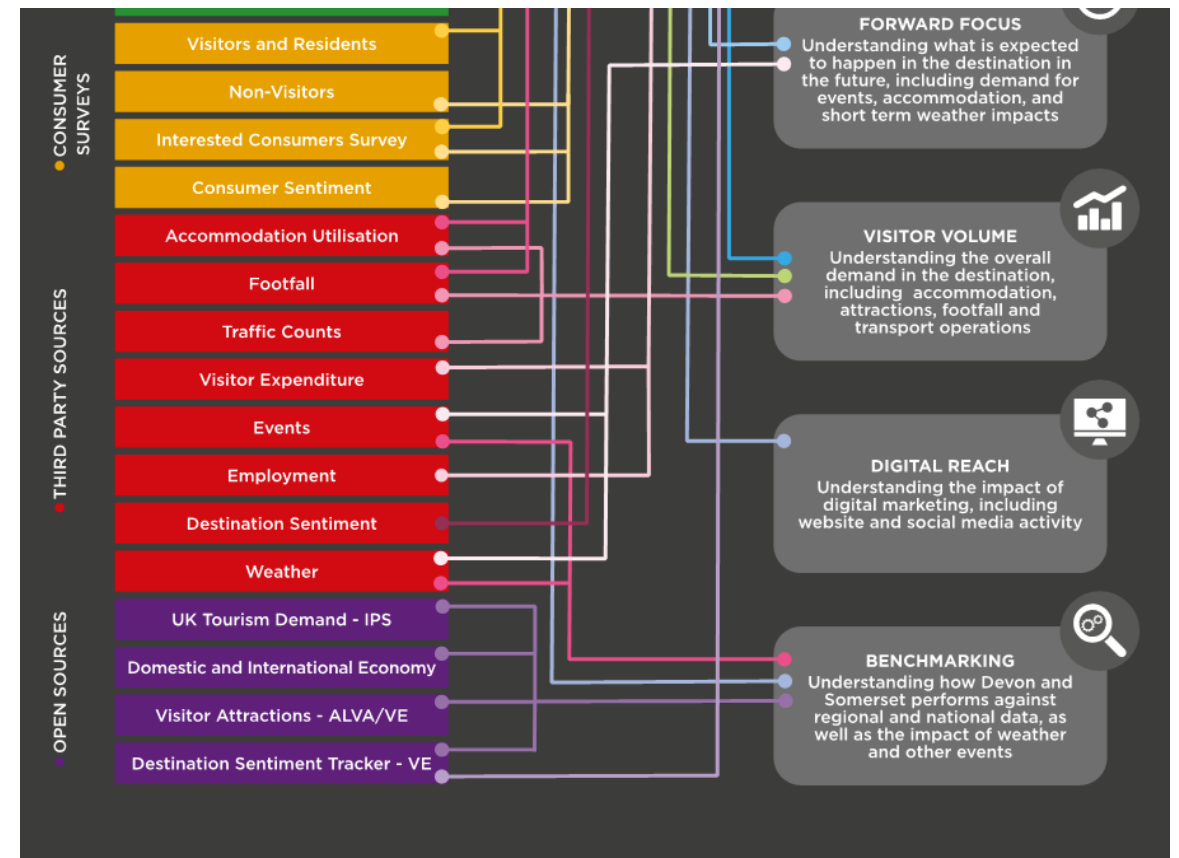 CONSUMER
SURVEYS
Visitors and Residents
Non-Visitors
Interested Consumers Survey
Consumer Sentiment
THIRD PARTY SOURCES
Accommodation Utilisation
Footfall
Traffic Counts
Visitor Expenditure
Events
Employment
Destination Sentiment
Weather
OPEN SOURCES
UK Tourism Demand - IPS
Domestic and International Economy
Visitor Attractions - ALVA/VE
Destination Sentiment Tracker - VE
FORWARD FOCUS
Understanding what is expected
to happen in the destination in
the future, including demand for
events, accommodation, and
short term weather impacts
VISITOR VOLUME
Understanding the overall
demand in the destination,
including accommodation,
attractions, footfall and
transport operations
DIGITAL REACH
Understanding the impact of
digital marketing, including
website and social media activity
BENCHMARKING
Understanding how Devon and
Somerset performs against
regional and national data, as
well as the impact of weather
and other events